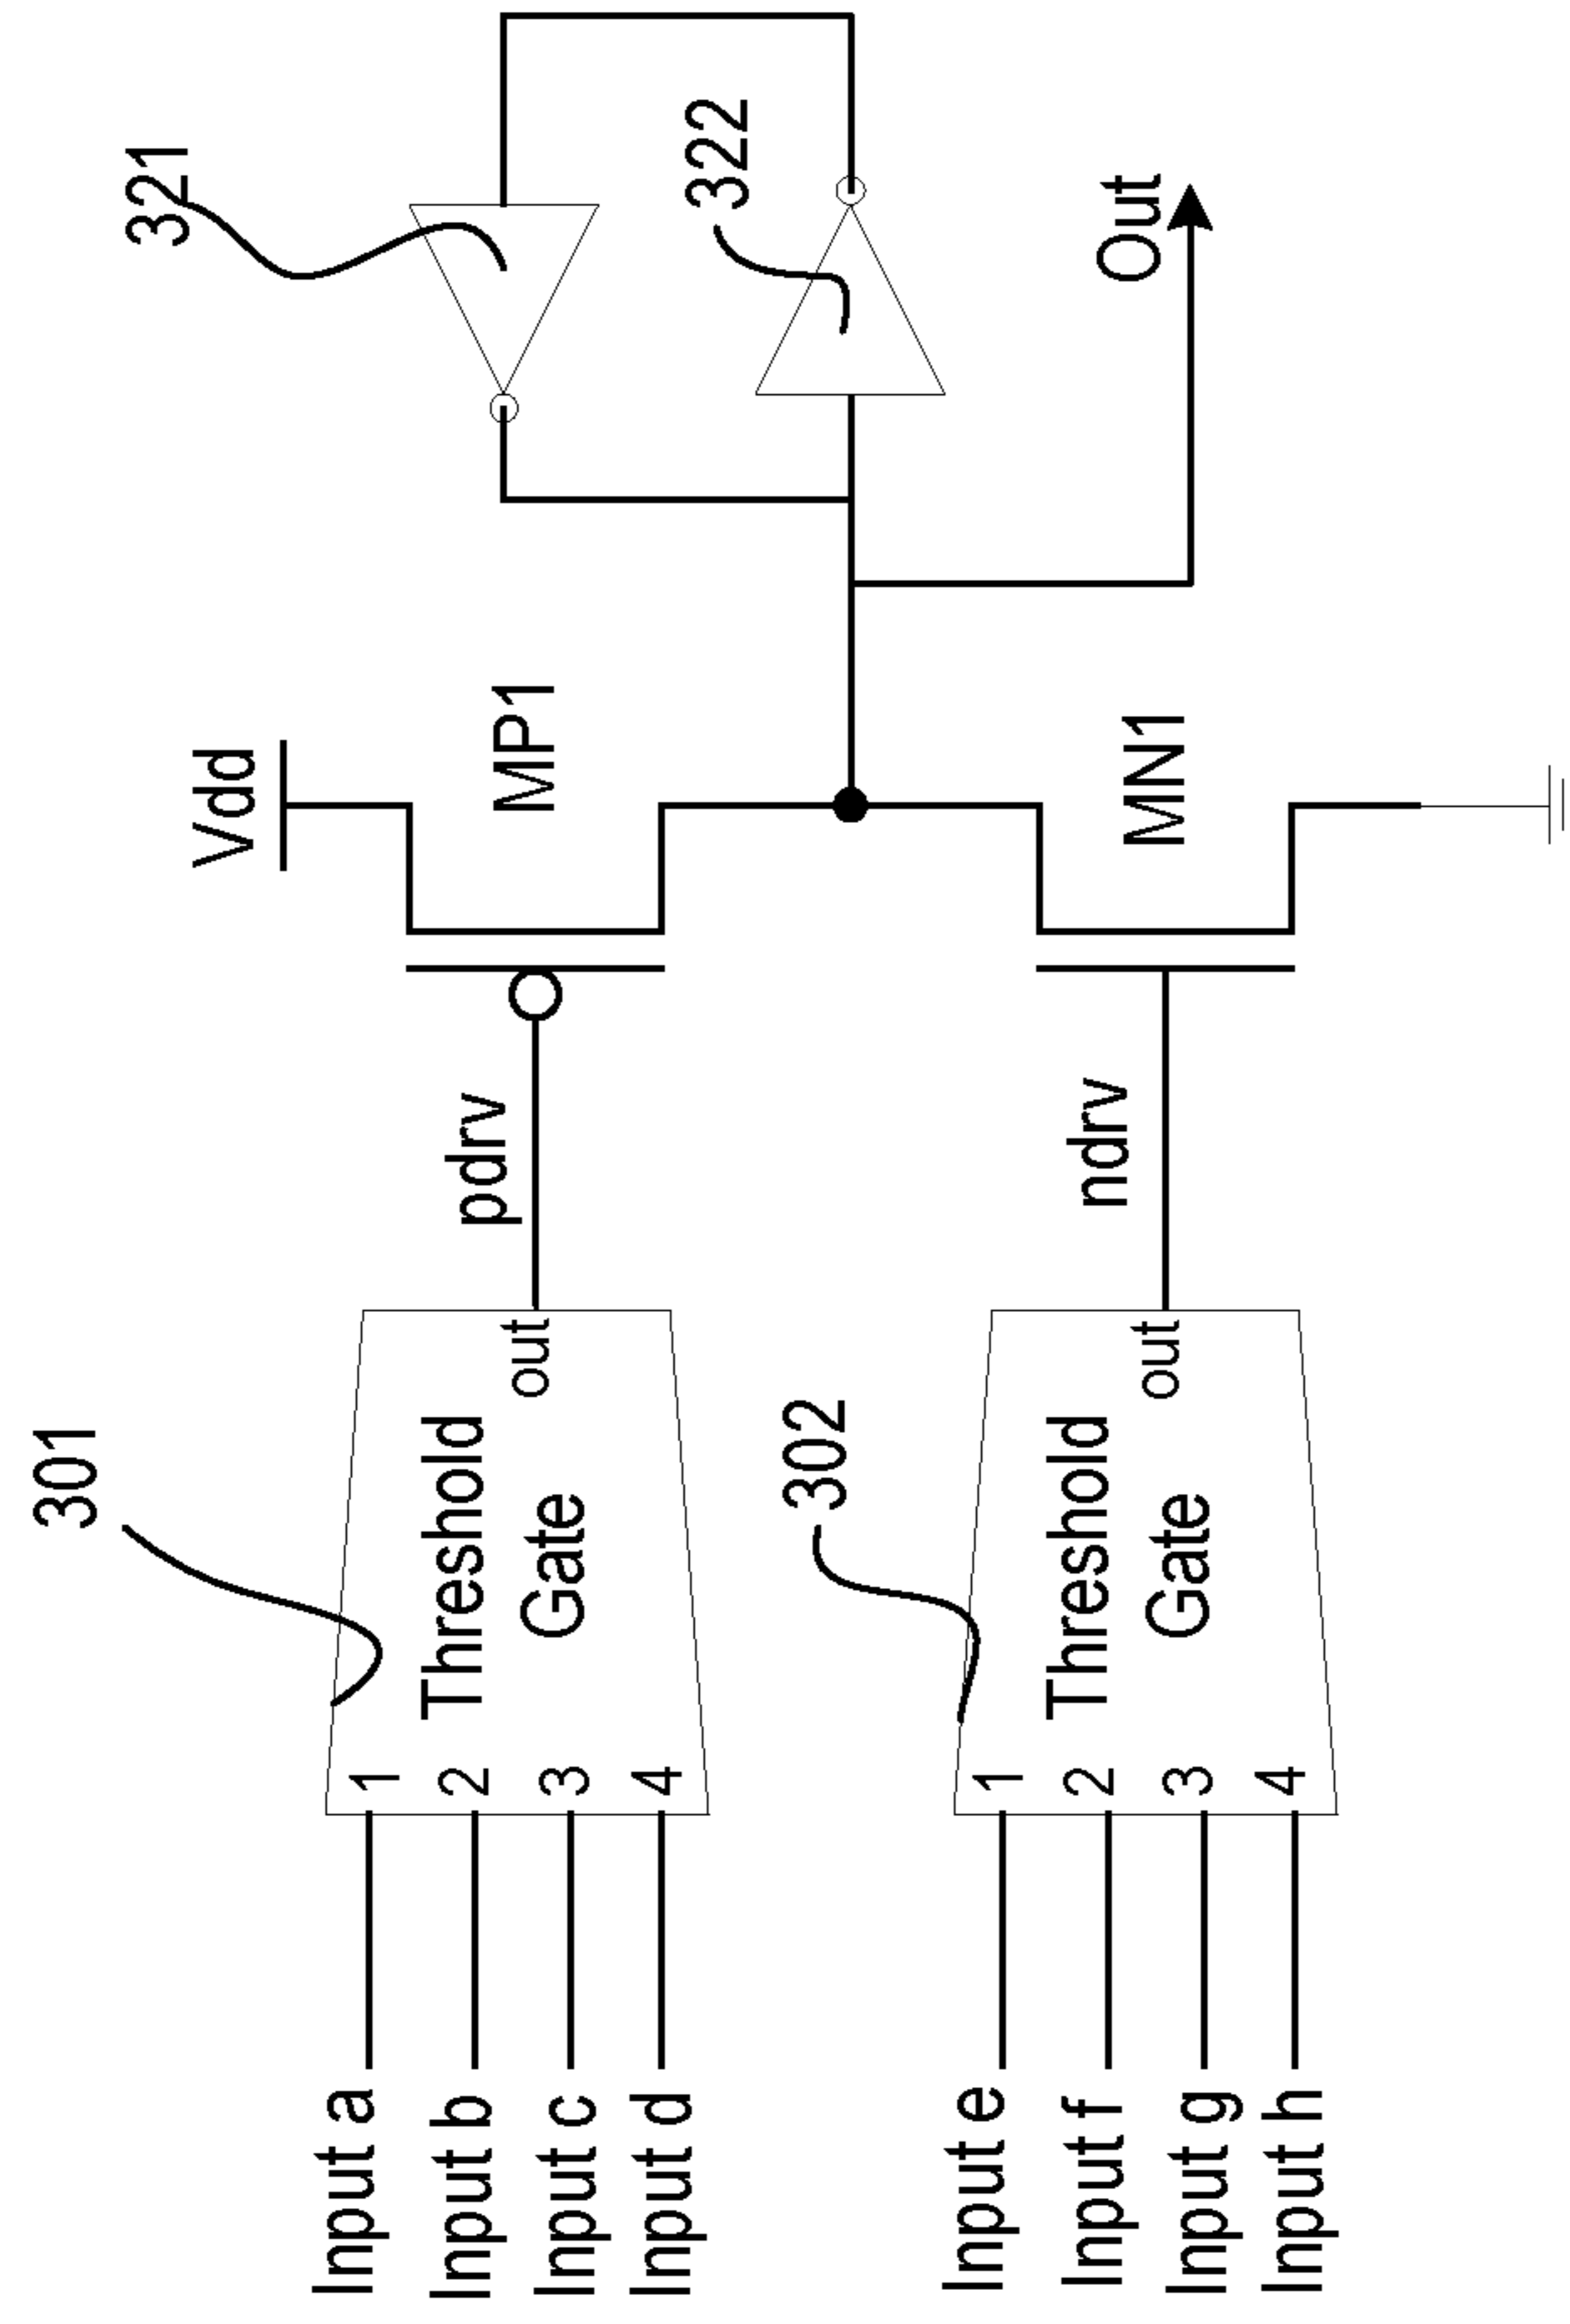 301
Input a
Input b
Input c
Input d
1
2
3
4
Threshold
Gate
out
pdrv
Vdd
MP1
321
322
302
Input e
Input f
Input g
Input h
1
2
3
4
Threshold
Gate
out
ndrv
MN1
Out